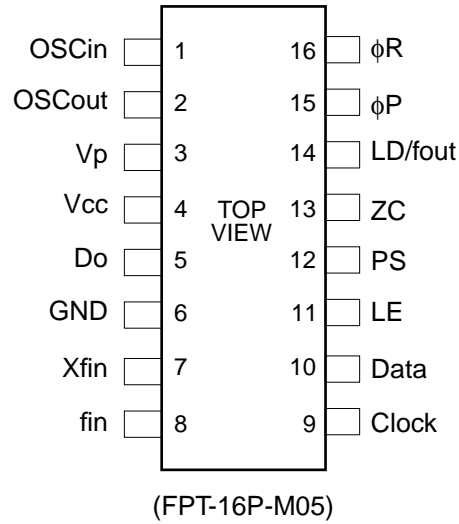 OSCin 1 16 ϕR
OSCout 2 15 ϕP
Vp 3 14 LD/fout
Vcc 4 TOP 13 ZC
VIEW
Do 5 12 PS
GND 6 11 LE
Xfin 7 10 Data
fin 8 9 Clock
(FPT-16P-M05)